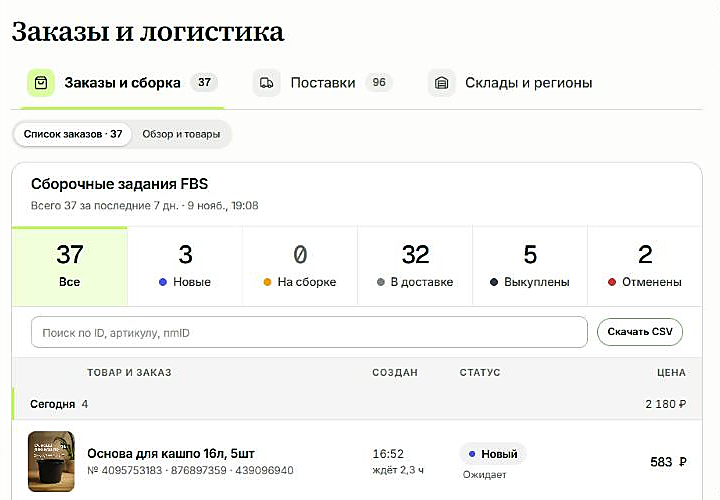 Заказы и логистика
Заказы и сборка 37 Поставки 96 Склады и регионы
Список заказов · 37 Обзор и товары
Сборочные задания FBS
Всего 37 за последние 7 дн. · 9 нояб., 19:08
37 3 0 32 5 2
Все Новые На сборке В доставке Выкуплены Отменены
Поиск по ID, артикулу, nmID Скачать CSV
ТОВАР И ЗАКАЗ СОЗДАН СТАТУС ЦЕНА
Сегодня 4 2 180 ₽
Основа для кашпо 16л, 5шт 16:52 Новый 583 ₽
№ 4095753183 · 876897359 · 439096940 ждёт 2,3 ч Ожидает